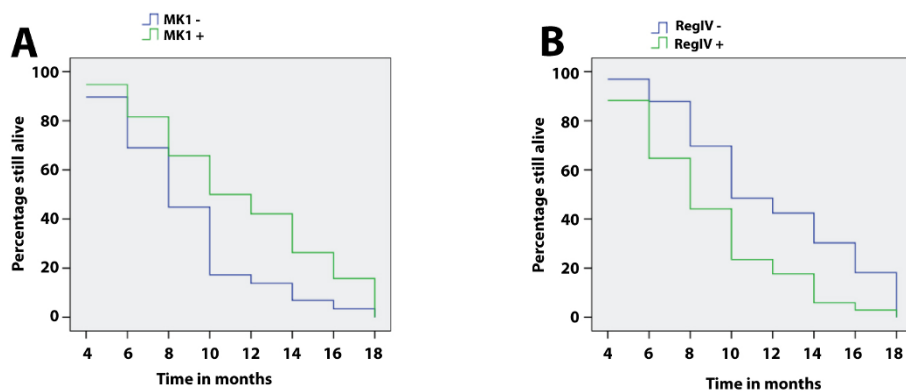 A
MK1 -
MK1 +
Percentage still alive
100
80
60
40
20
0
4 6 8 10 12 14 16 18
Time in months
B
RegIV -
RegIV +
Percentage still alive
100
80
60
40
20
0
4 6 8 10 12 14 16 18
Time in months